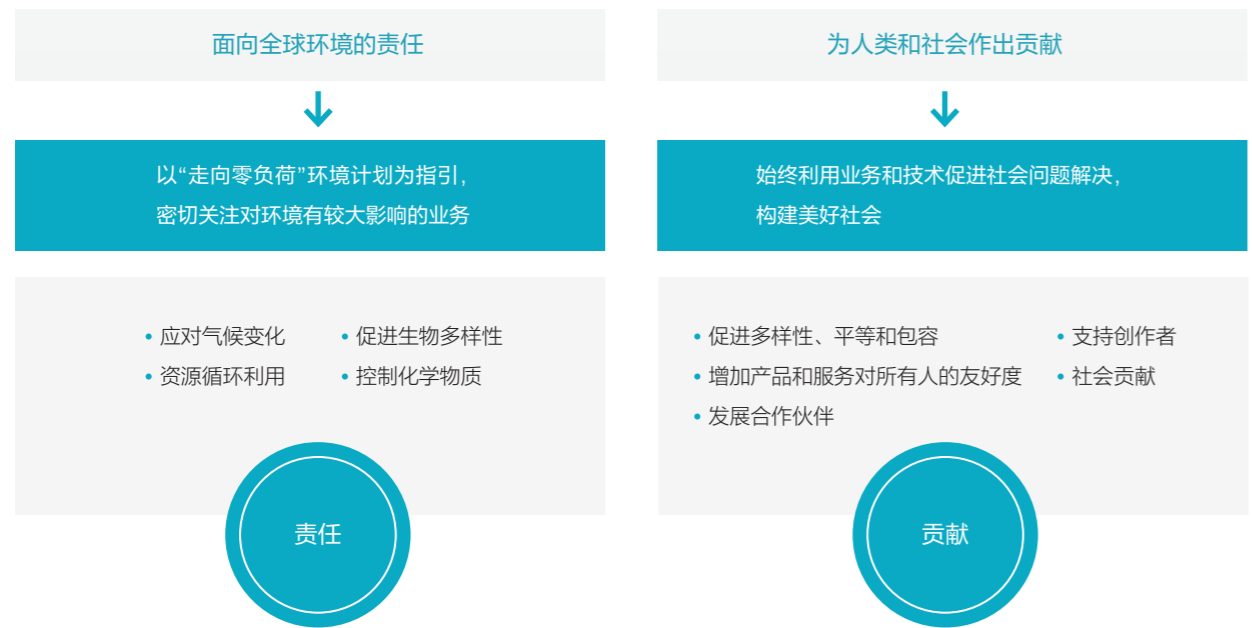 面向全球环境的责任
以“走向零负荷”环境计划为指引，
密切关注对环境有较大影响的业务
• 应对气候变化
• 促进生物多样性
• 资源循环利用
• 控制化学物质
责任
为人类和社会作出贡献
始终利用业务和技术促进社会问题解决，
构建美好社会
• 促进多样性、平等和包容
• 支持创作者
• 增加产品和服务对所有人的友好度
• 社会贡献
• 发展合作伙伴
贡献